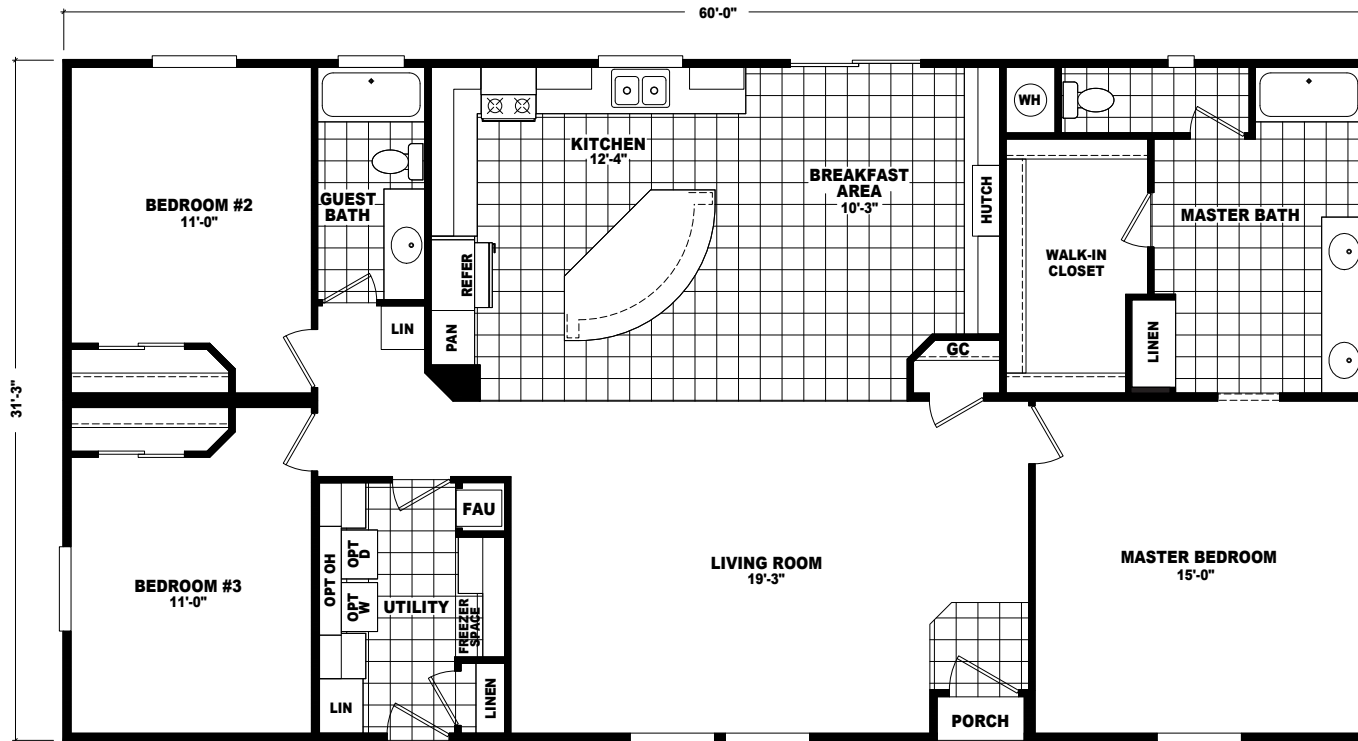 60'-0"
31'-3"
BEDROOM #2
11'-0"
GUEST
BATH
LIN
KITCHEN
12'-4"
REFER
PAN
BREAKFAST
AREA
10'-3"
HUTCH
GC
WH
WALK-IN
CLOSET
LINEN
MASTER BATH
BEDROOM #3
11'-0"
OPT OH
OPT
D
OPT
W
UTILITY
FAU
FREEZER
SPACE
LIN
LINEN
LIVING ROOM
19'-3"
PORCH
MASTER BEDROOM
15'-0"